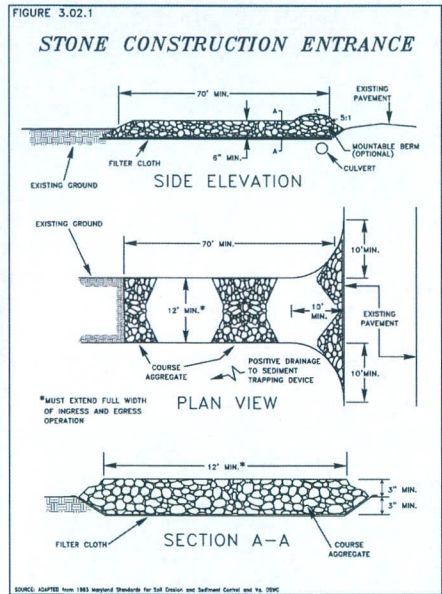 FIGURE 3.02.1
STONE CONSTRUCTION ENTRANCE
70' MIN.
EXISTING
PAVEMENT
A
3'
5:1
FILTER CLOTH
6" MIN.
A
MOUNTABLE BERM
(OPTIONAL)
CULVERT
EXISTING GROUND
SIDE ELEVATION
EXISTING GROUND
70' MIN.
10'MIN.
12' MIN.*
10'
MIN.
EXISTING
PAVEMENT
COURSE
AGGREGATE
POSITIVE DRAINAGE
TO SEDIMENT
TRAPPING DEVICE
10'MIN.
*MUST EXTEND FULL WIDTH
OF INGRESS AND EGRESS
OPERATION
PLAN VIEW
12' MIN.*
3" MIN.
3" MIN.
FILTER CLOTH
SECTION A-A
COURSE
AGGREGATE
SOURCE: ADAPTED from 1983 Maryland Standards for Soil Erosion and Sediment Control and Va. DSWC